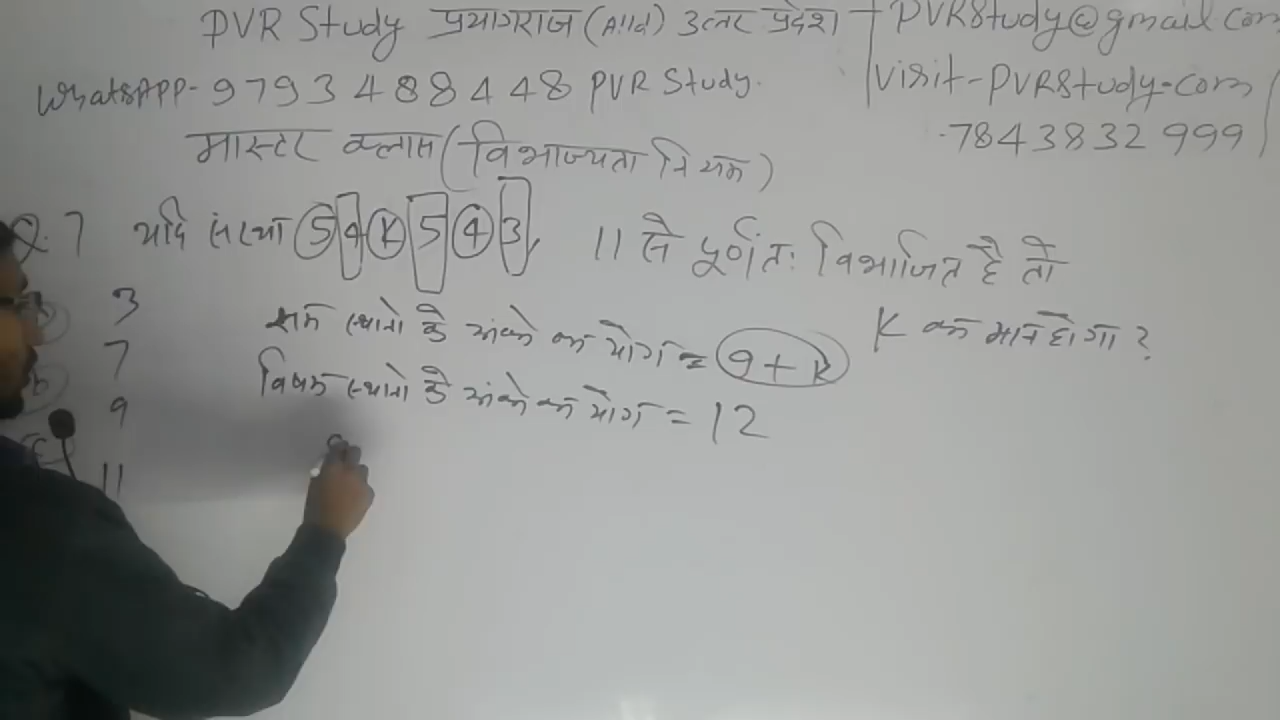 PVR Study प्रयागराज (Alld) उत्तर प्रदेश
PVRStudy@gmail.com
WhatsAPP-9793488448 PVR Study.
Visit-PVRStudy.com
7843832999
मास्टर क्लास (विभाज्यता नियम)
Q.7 यदि संख्या 54K543, 11 से पूर्णतः विभाजित है तो
K का मान होगा?
3
7
9
11
सम स्थानो के अंको का योग = 9+K
विषम स्थानो के अंको का योग = 12